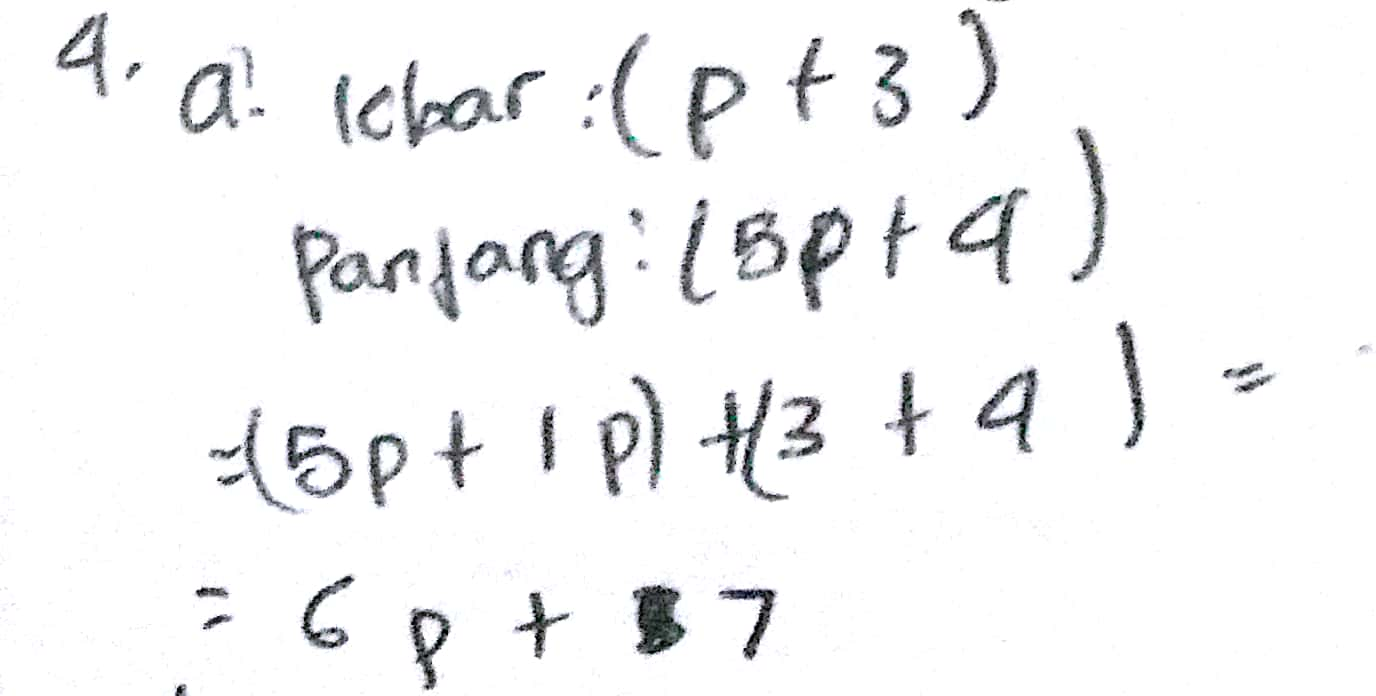 4. a. lebar : (p + 3)
Panjang : (5p + 4)
= (5p + 1p) + (3 + 4) =
= 6p + 7